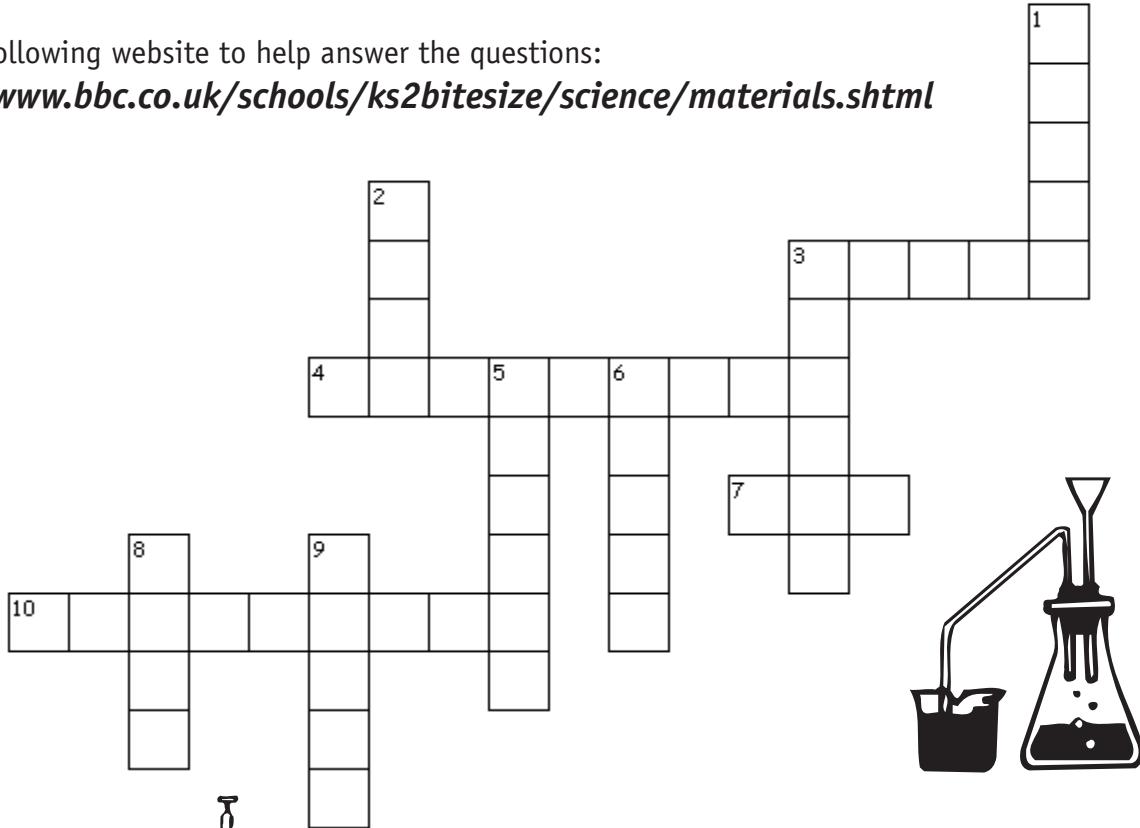 ollowing website to help answer the questions:
www.bbc.co.uk/schools/ks2bitesize/science/materials.shtml
1
2
3
4 5 6
7
8 9
10